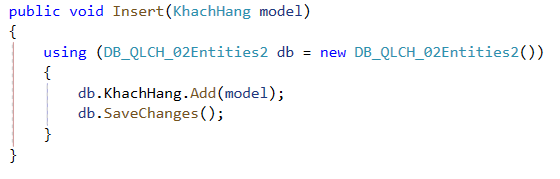 public void Insert(KhachHang model)
{
    using (DB_QLCH_02Entities2 db = new DB_QLCH_02Entities2())
    {
        db.KhachHang.Add(model);
        db.SaveChanges();
    }
}